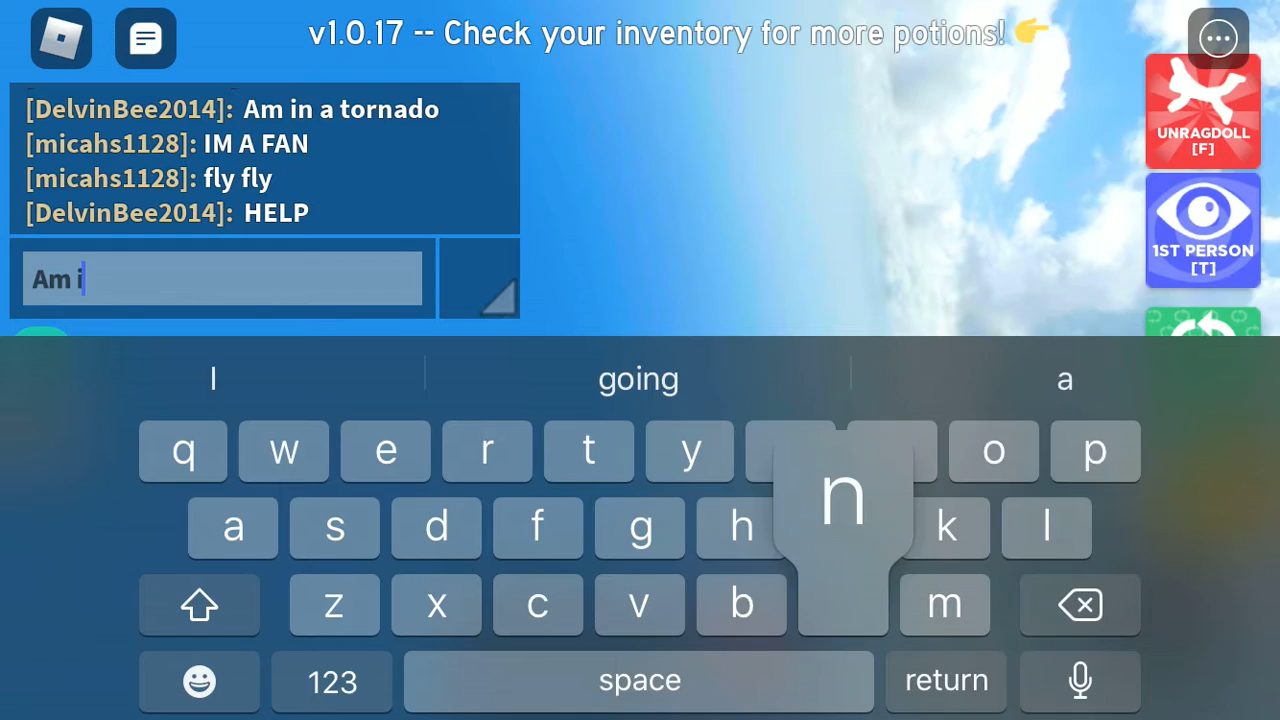 v1.0.17 -- Check your inventory for more potions! 👉
[DelvinBee2014]: Am in a tornado
[micahs1128]: IM A FAN
[micahs1128]: fly fly
[DelvinBee2014]: HELP
Am i
UNRAGDOLL
[F]
1ST PERSON
[T]
I going a
q w e r t y o p
a s d f g h n k l
z x c v b m
123 space return